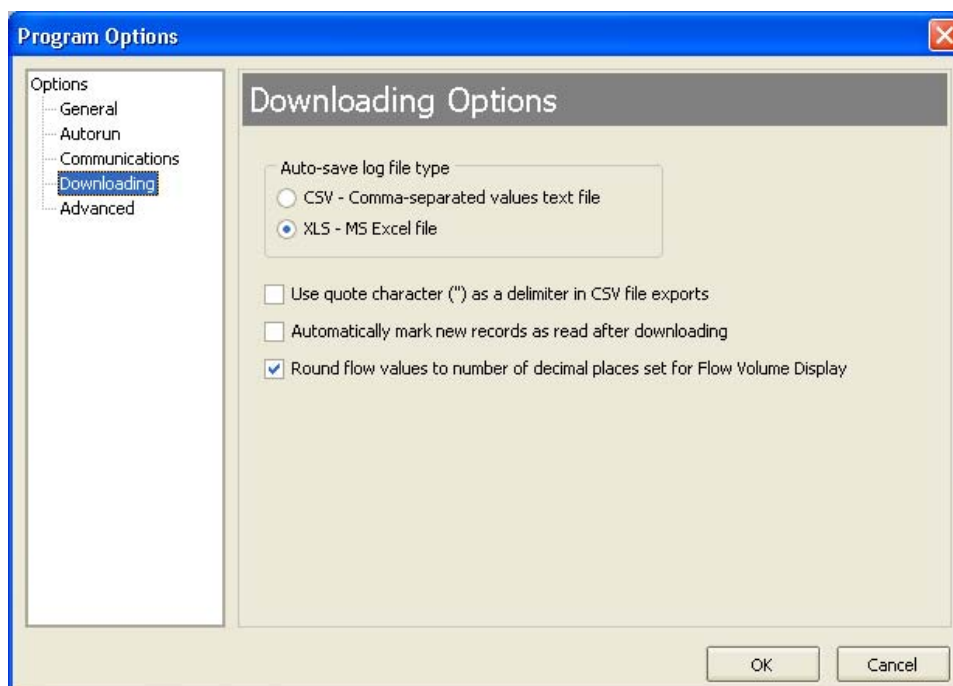 Program Options
Options
General
Autorun
Communications
Downloading
Advanced
Downloading Options
Auto-save log file type
CSV - Comma-separated values text file
XLS - MS Excel file
Use quote character (") as a delimiter in CSV file exports
Automatically mark new records as read after downloading
Round flow values to number of decimal places set for Flow Volume Display
OK Cancel